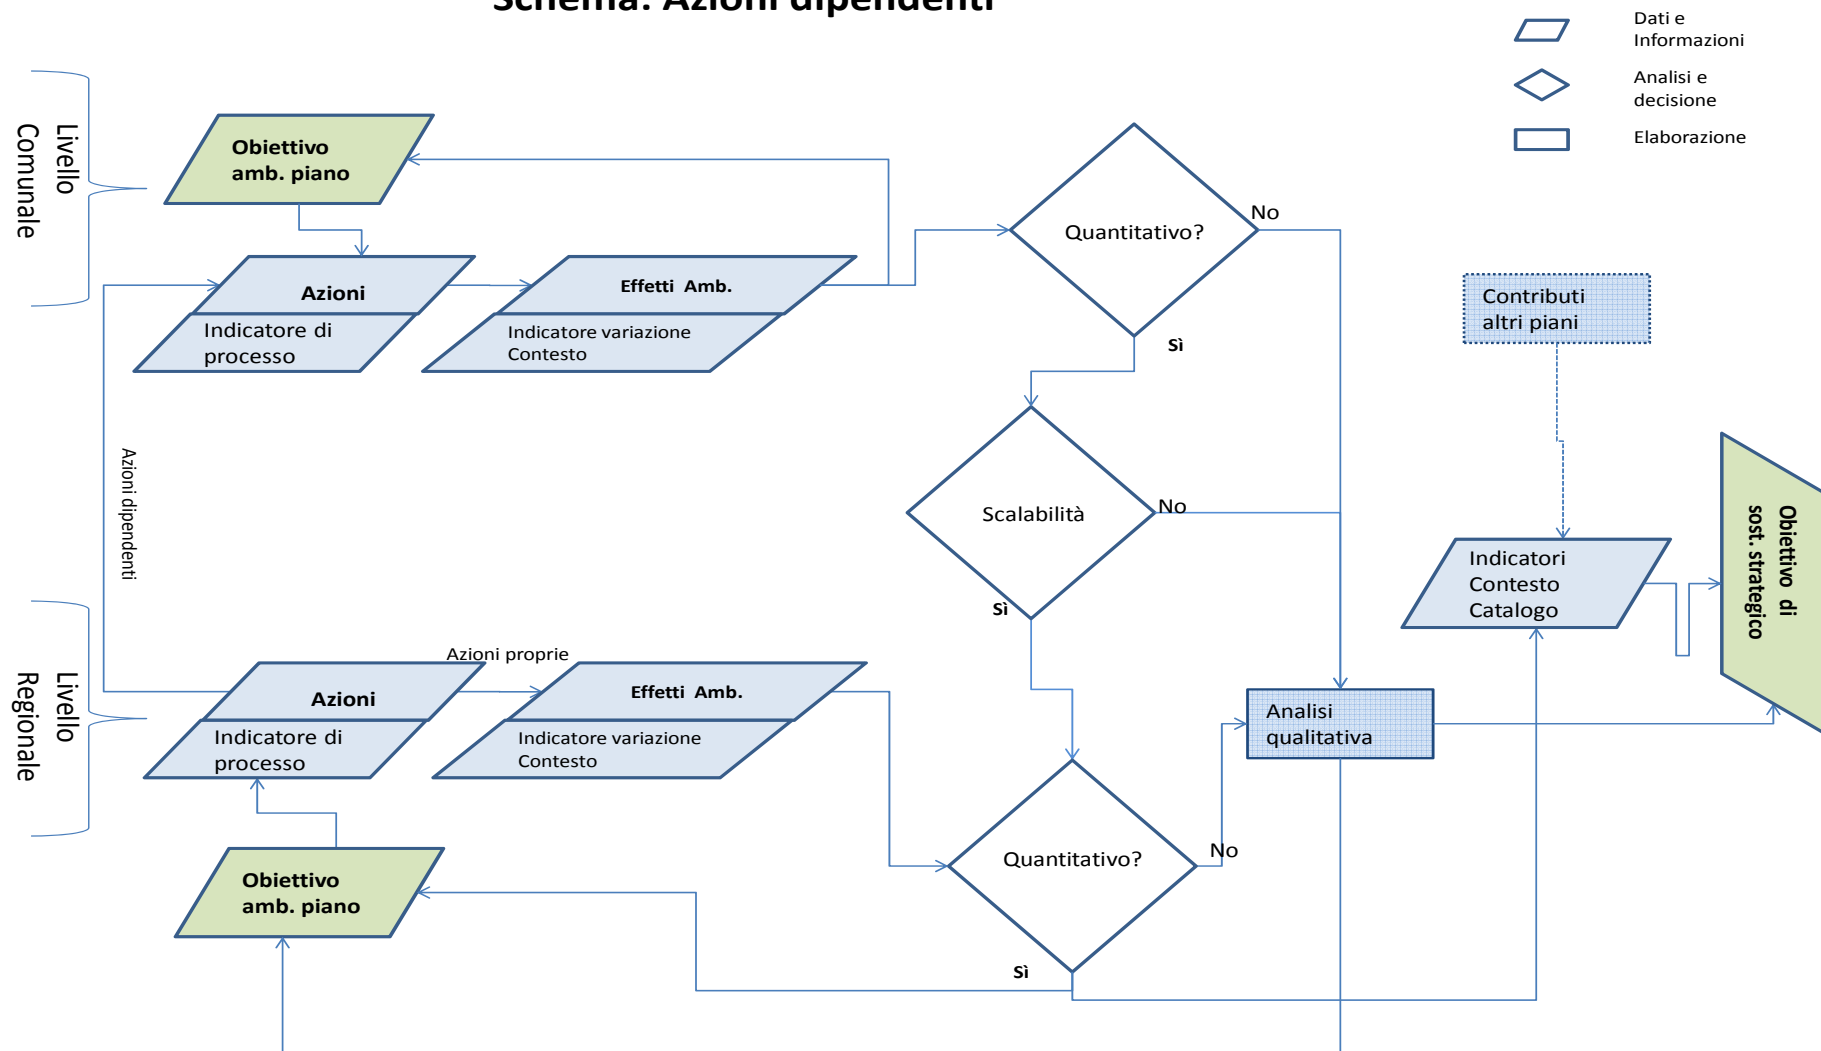 Schema: Azioni dipendenti
Dati e
Informazioni
Analisi e
decisione
Elaborazione
Livello
Comunale
Obiettivo
amb. piano
Azioni
Indicatore di
processo
Effetti Amb.
Indicatore variazione
Contesto
Quantitativo?
No
Sì
Contributi
altri piani
Azioni dipendenti
Scalabilità
No
Sì
Indicatori
Contesto
Catalogo
Obiettivo di
sost. strategico
Livello
Regionale
Azioni proprie
Azioni
Indicatore di
processo
Effetti Amb.
Indicatore variazione
Contesto
Analisi
qualitativa
Quantitativo?
No
Sì
Obiettivo
amb. piano